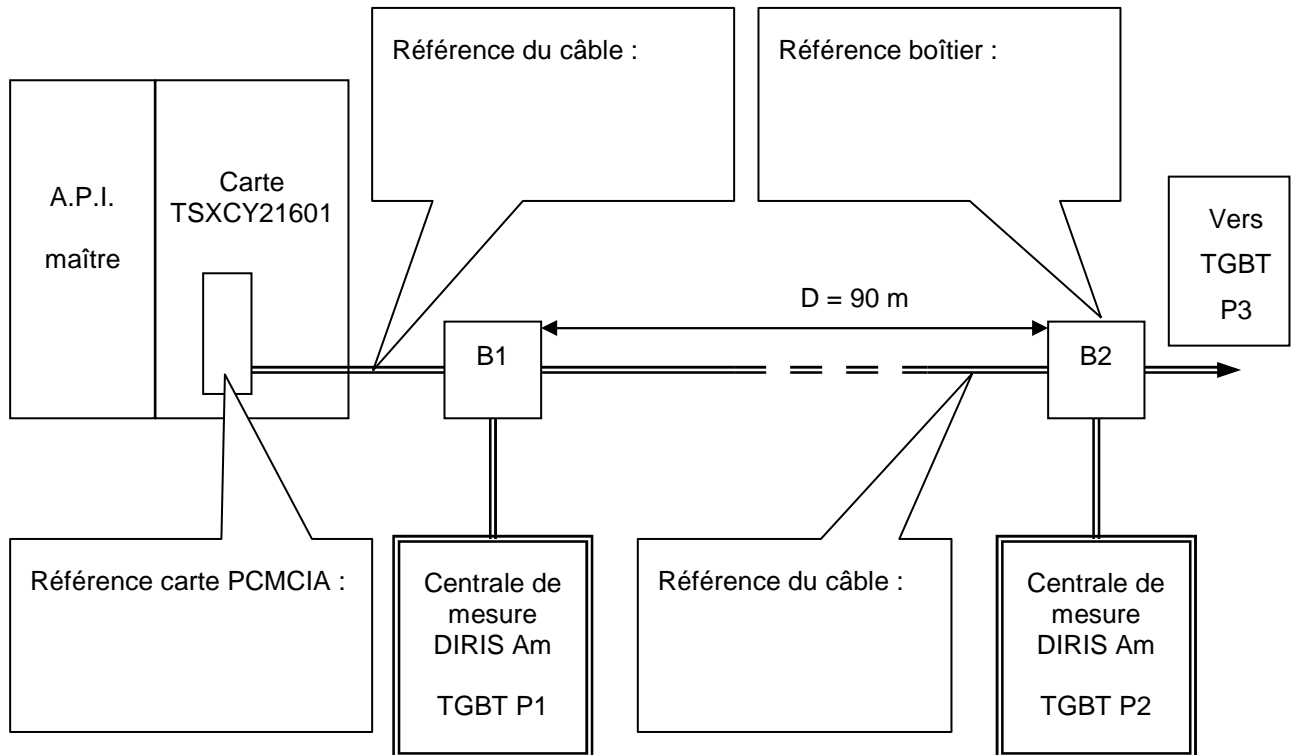 Référence du câble :
Référence boîtier :
A.P.I.
maître
Carte
TSXCY21601
Vers
TGBT
P3
D = 90 m
B1
B2
Référence carte PCMCIA :
Centrale de
mesure
DIRIS Am
TGBT P1
Référence du câble :
Centrale de
mesure
DIRIS Am
TGBT P2